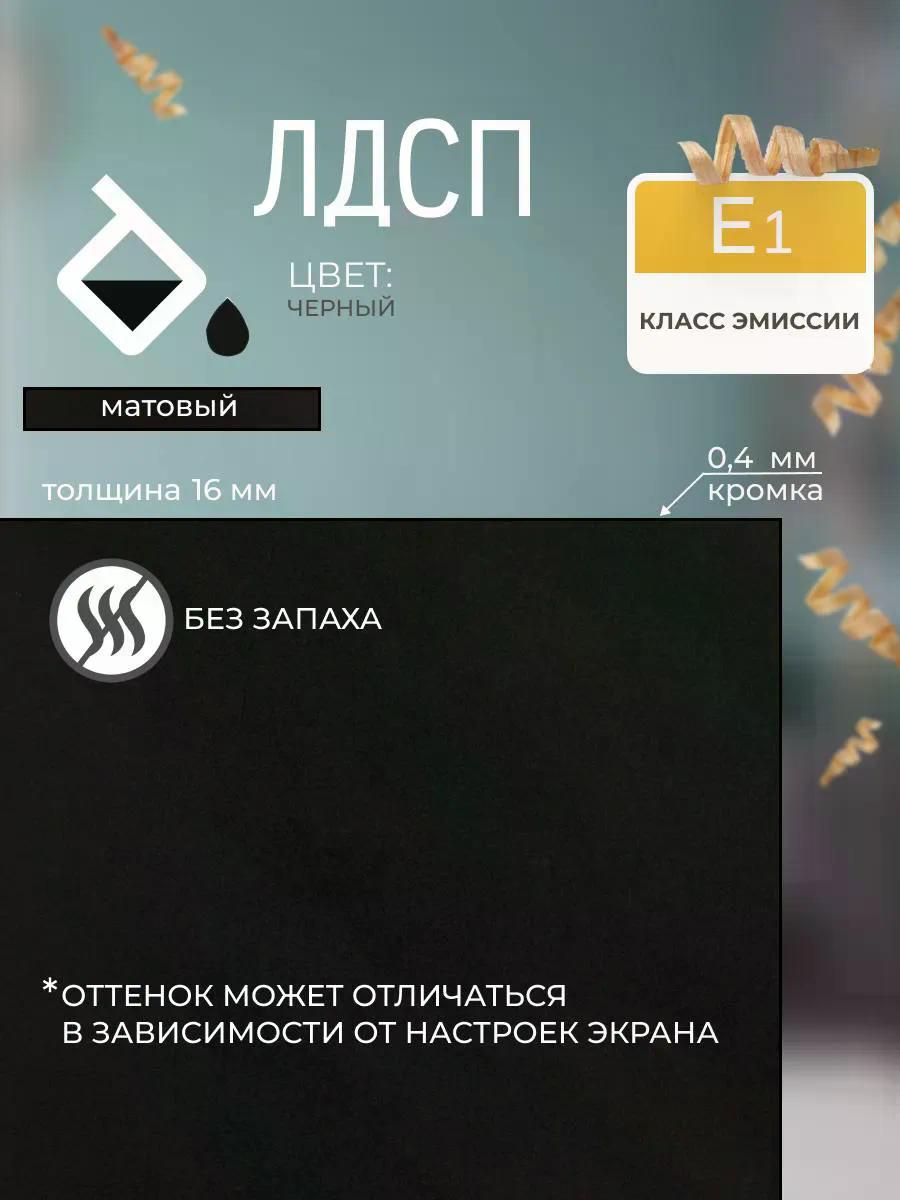 ЛДСП
E1
ЦВЕТ:
ЧЕРНЫЙ
КЛАСС ЭМИССИИ
матовый
0,4 мм
кромка
толщина 16 мм
БЕЗ ЗАПАХА
*ОТТЕНОК МОЖЕТ ОТЛИЧАТЬСЯ
В ЗАВИСИМОСТИ ОТ НАСТРОЕК ЭКРАНА